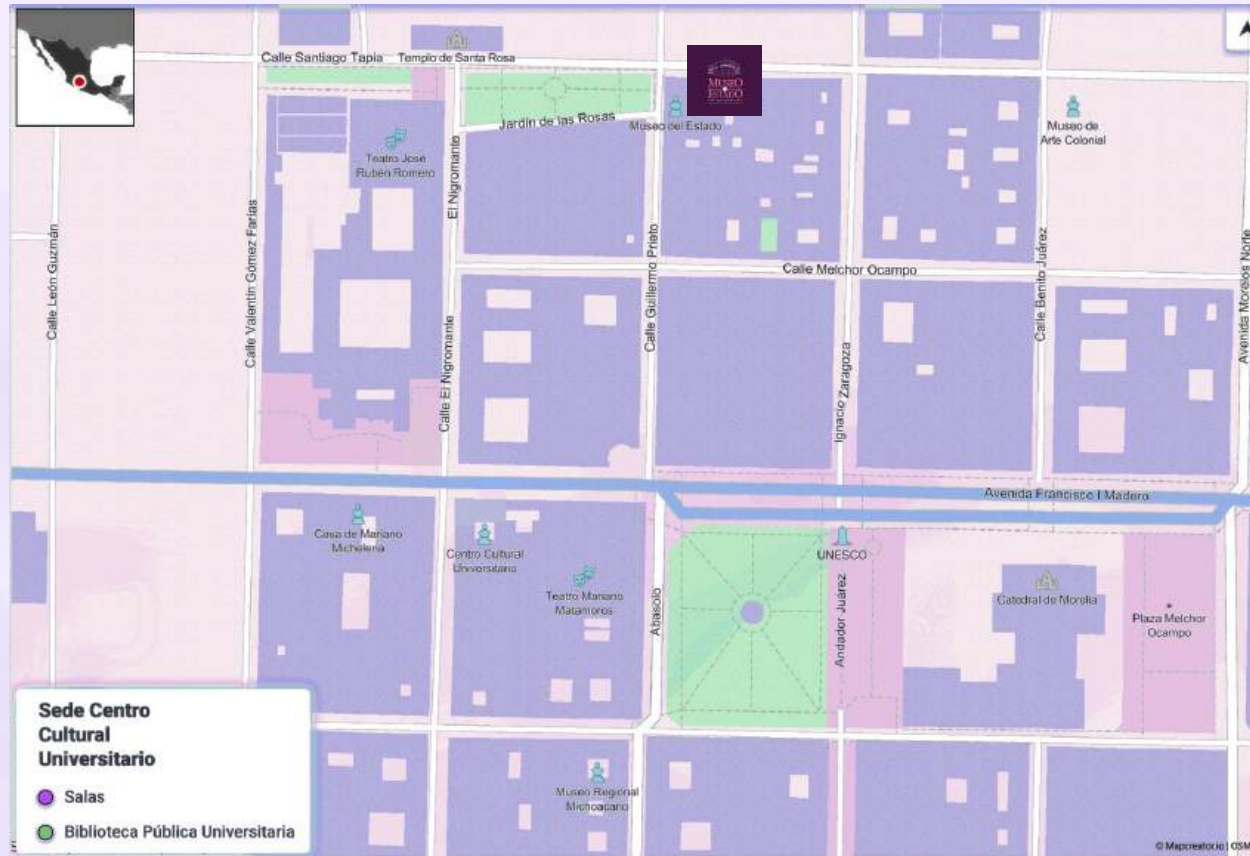 Calle Santiago Tapia
Templo de Santa Rosa
MUSEO
ESTADO
Jardín de las Rosas
Museo del Estado
Museo de
Arte Colonial
Teatro José
Rubén Romero
El Nigromante
Calle León Guzmán
Calle Valentín Gómez Farías
Calle Guillermo Prieto
Calle Melchor Ocampo
Calle Benito Juárez
Avenida Morelos Norte
Calle El Nigromante
Ignacio Zaragoza
Avenida Francisco I Madero
Casa de Mariano
Michelena
Centro Cultural
Universitario
UNESCO
Teatro Mariano
Matamoros
Abasolo
Andador Juárez
Catedral de Morelia
Plaza Melchor
Ocampo
Sede Centro
Cultural
Universitario
Salas
Biblioteca Pública Universitaria
Museo Regional
Michoacano
© Mapcreator.io | OSM